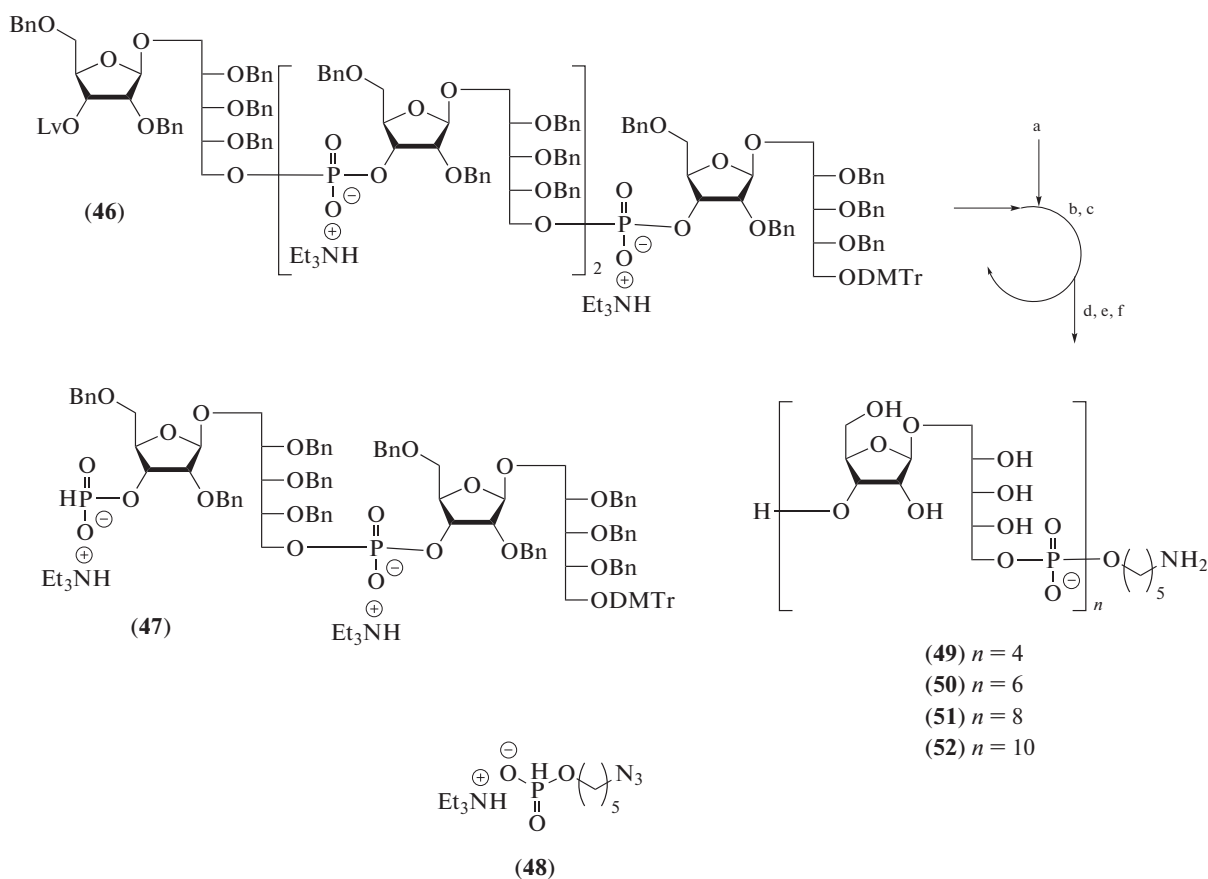 BnO
O
O
OBn
OBn
OBn
LvO
OBn
O
(46)
O
P
O
O
⊖
⊕
Et3NH
BnO
O
O
OBn
OBn
OBn
OBn
O
2
O
P
O
O
⊖
⊕
Et3NH
BnO
O
O
OBn
OBn
OBn
OBn
ODMTr
a
b, c
d, e, f
BnO
O
O
OBn
OBn
OBn
OBn
O
HP
O
O
⊖
⊕
Et3NH
O
P
O
O
⊖
⊕
Et3NH
BnO
O
O
OBn
OBn
OBn
OBn
ODMTr
(47)
OH
O
O
OH
OH
OH
OH
H
O
O
P
O
O
⊖
n
O
5
NH2
(49) n = 4
(50) n = 6
(51) n = 8
(52) n = 10
⊖
O
H
P
O
O
5
N3
⊕
Et3NH
(48)